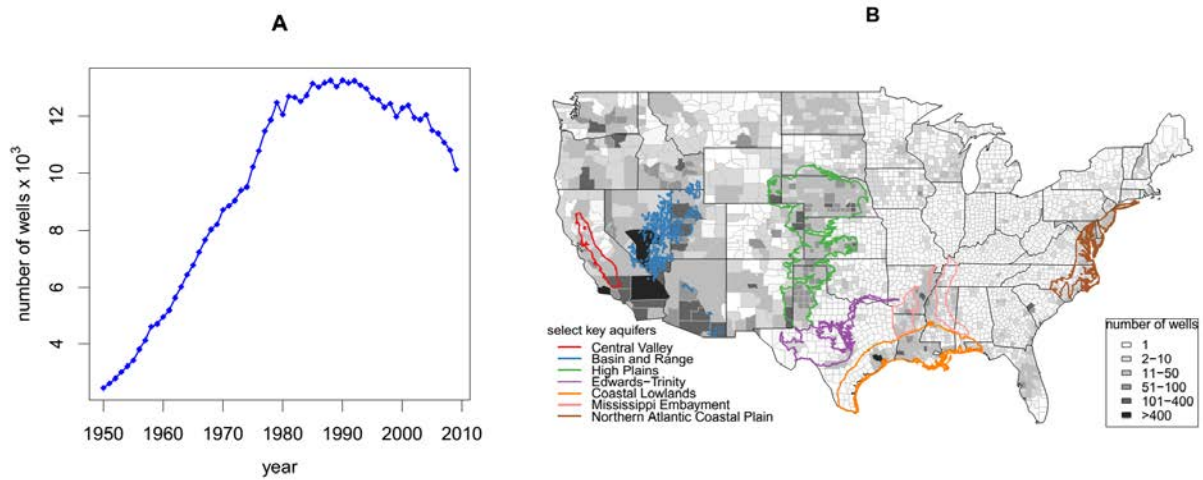 A
number of wells x 10³
12
10
8
6
4
1950 1960 1970 1980 1990 2000 2010
year
B
select key aquifers
Central Valley
Basin and Range
High Plains
Edwards−Trinity
Coastal Lowlands
Mississippi Embayment
Northern Atlantic Coastal Plain
number of wells
1
2−10
11−50
51−100
101−400
>400